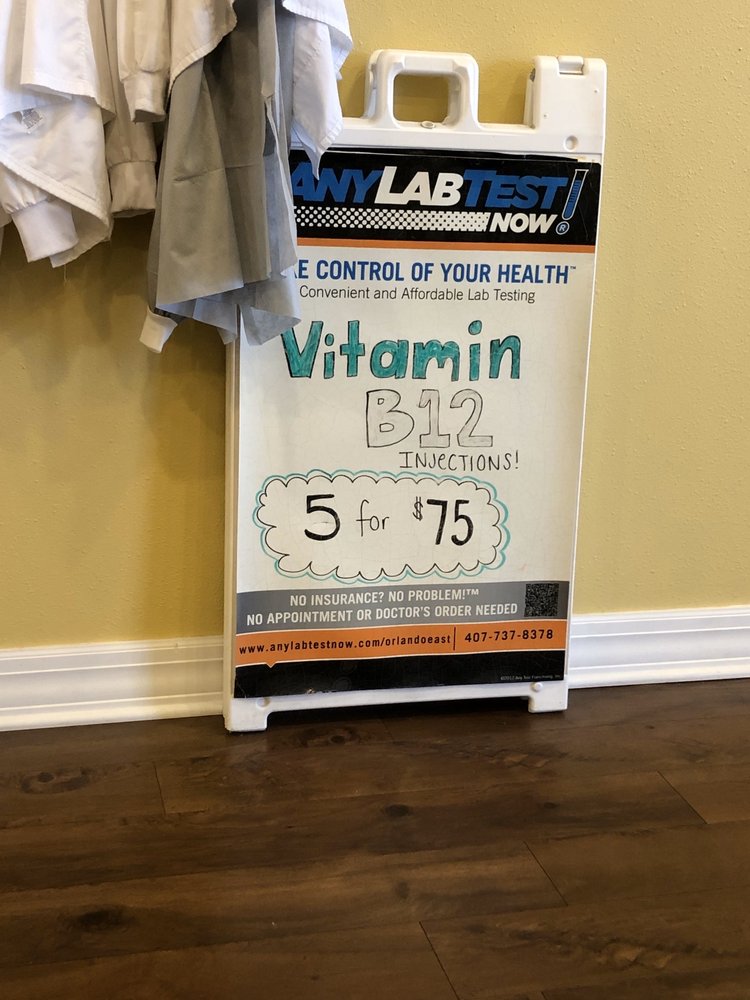 ANYLABTEST
NOW!®
E CONTROL OF YOUR HEALTH™
Convenient and Affordable Lab Testing
Vitamin
B12
INJECTIONS!
5 for $75
NO INSURANCE? NO PROBLEM!™
NO APPOINTMENT OR DOCTOR'S ORDER NEEDED
www.anylabtestnow.com/orlandoeast 407-737-8378